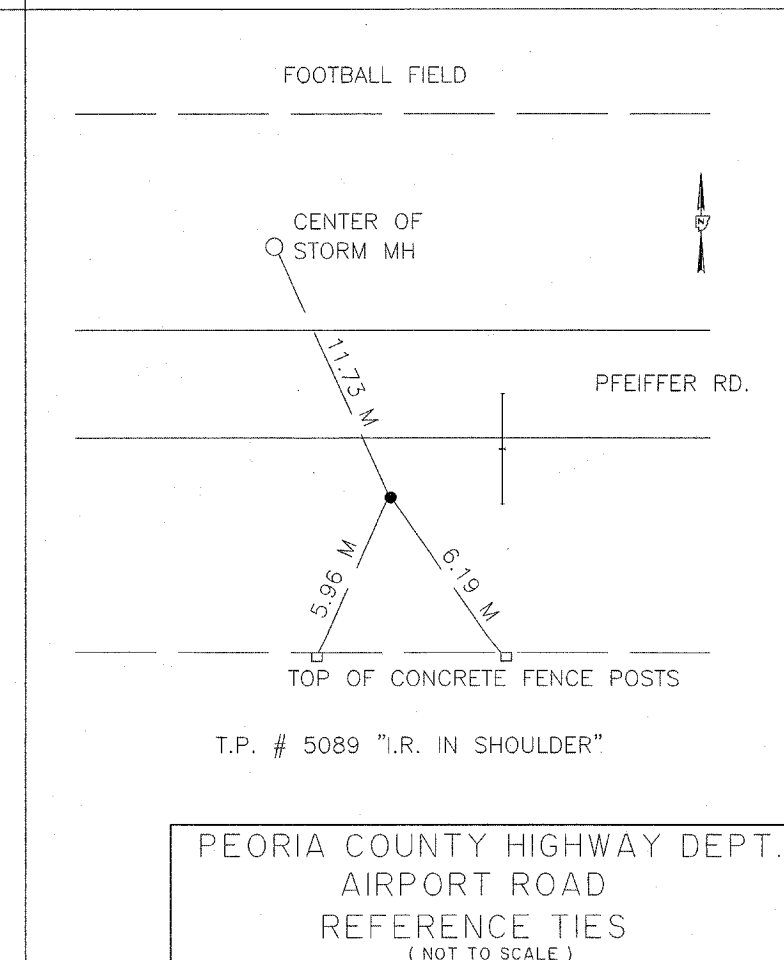 FOOTBALL FIELD
CENTER OF
STORM MH
N
11.73 M
PFEIFFER RD.
5.96 M
6.19 M
TOP OF CONCRETE FENCE POSTS
T.P. # 5089 "I.R. IN SHOULDER"
PEORIA COUNTY HIGHWAY DEPT.
AIRPORT ROAD
REFERENCE TIES
( NOT TO SCALE )